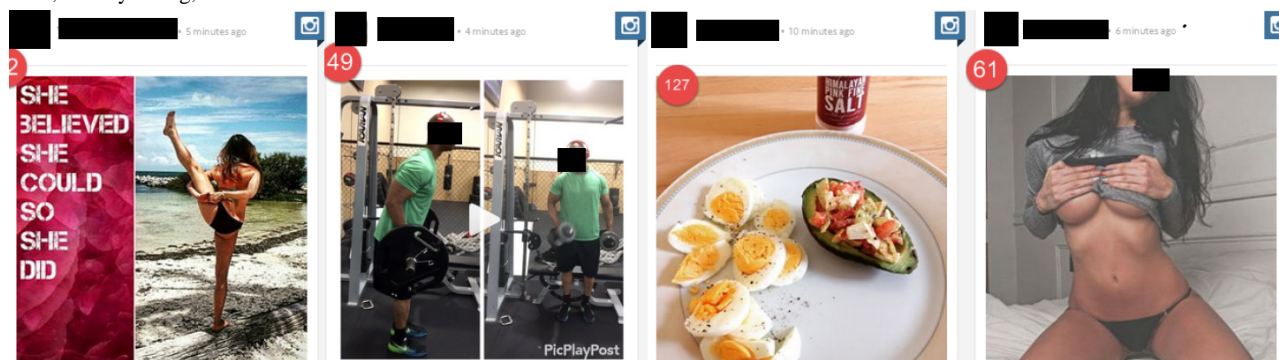 5 minutes ago
4 minutes ago
10 minutes ago
6 minutes ago
2
49
127
61
SHE
BELIEVED
SHE
COULD
SO
SHE
DID
HIMALAYAN
PINK FINE
SALT
PicPlayPost